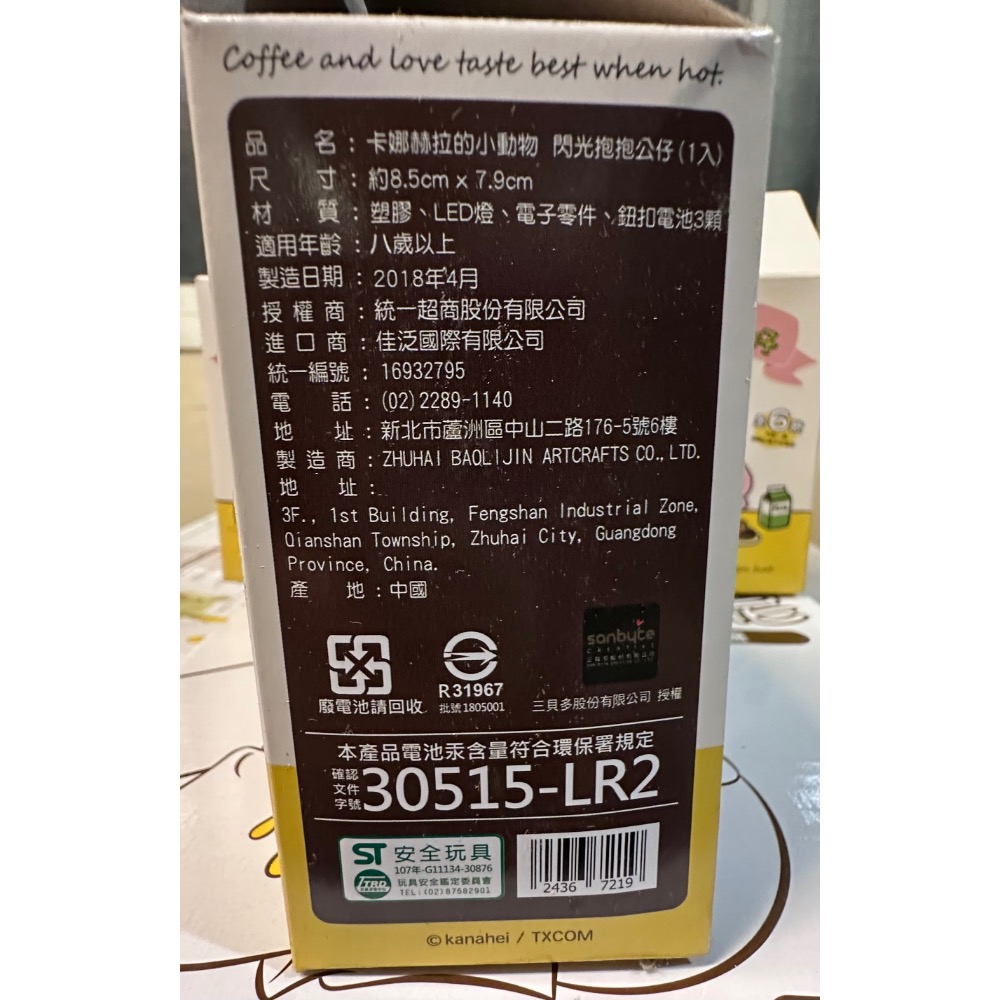 Coffee and love taste best when hot.
品名：卡娜赫拉的小動物 閃光抱抱公仔(1入)
尺寸：約8.5cm x 7.9cm
材質：塑膠、LED燈、電子零件、鈕扣電池3顆
適用年齡：八歲以上
製造日期：2018年4月
授權商：統一超商股份有限公司
進口商：佳泛國際有限公司
統一編號：16932795
電話：(02)2289-1140
地址：新北市蘆洲區中山二路176-5號6樓
製造商：ZHUHAI BAOLIJIN ARTCRAFTS CO., LTD.
地址：
3F., 1st Building, Fengshan Industrial Zone,
Qianshan Township, Zhuhai City, Guangdong
Province, China.
產地：中國
廢電池請回收
R31967
批號1805001
sanbyte
creative
三貝多股份有限公司 授權
本產品電池汞含量符合環保署規定
確認文件字號 30515-LR2
ST 安全玩具
107年-G11134-30876
玩具安全鑑定委員會
TEL:(02)87682901
TTRD
2436 7219
©kanahei / TXCOM
全6款